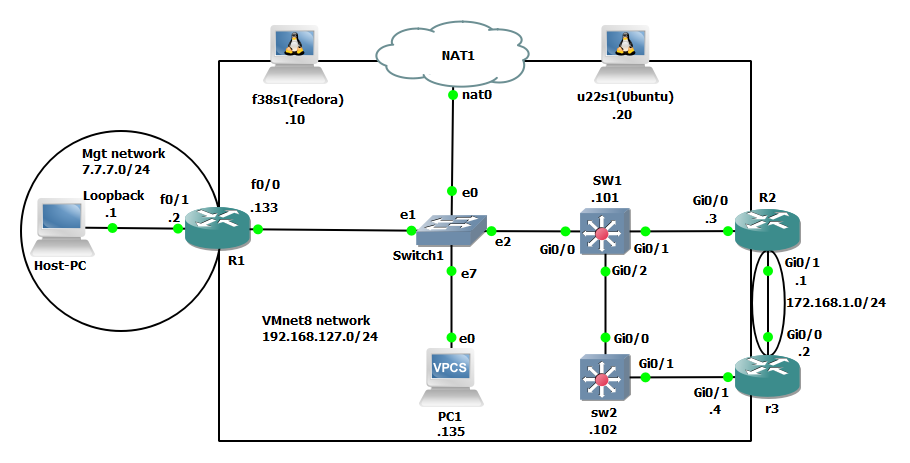 NAT1
f38s1(Fedora)
.10
nat0
u22s1(Ubuntu)
.20
Mgt network
7.7.7.0/24
Loopback
.1
f0/1
.2
f0/0
.133
Host-PC
R1
e0
e1
e2
Switch1
e7
SW1
.101
Gi0/0
Gi0/1
Gi0/2
R2
Gi0/0
.3
Gi0/1
.1
172.168.1.0/24
VMnet8 network
192.168.127.0/24
e0
VPCS
PC1
.135
Gi0/0
Gi0/1
sw2
.102
Gi0/0
.2
Gi0/1
.4
r3